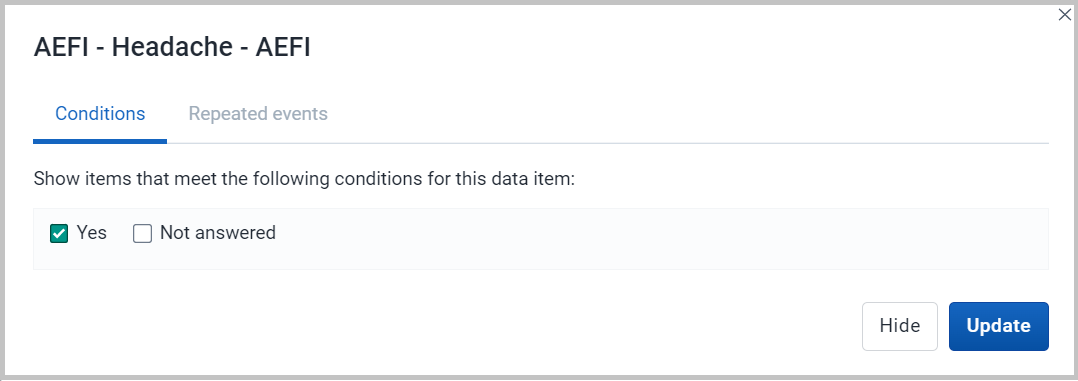 AEFI - Headache - AEFI
Conditions Repeated events
Show items that meet the following conditions for this data item:
Yes Not answered
Hide Update